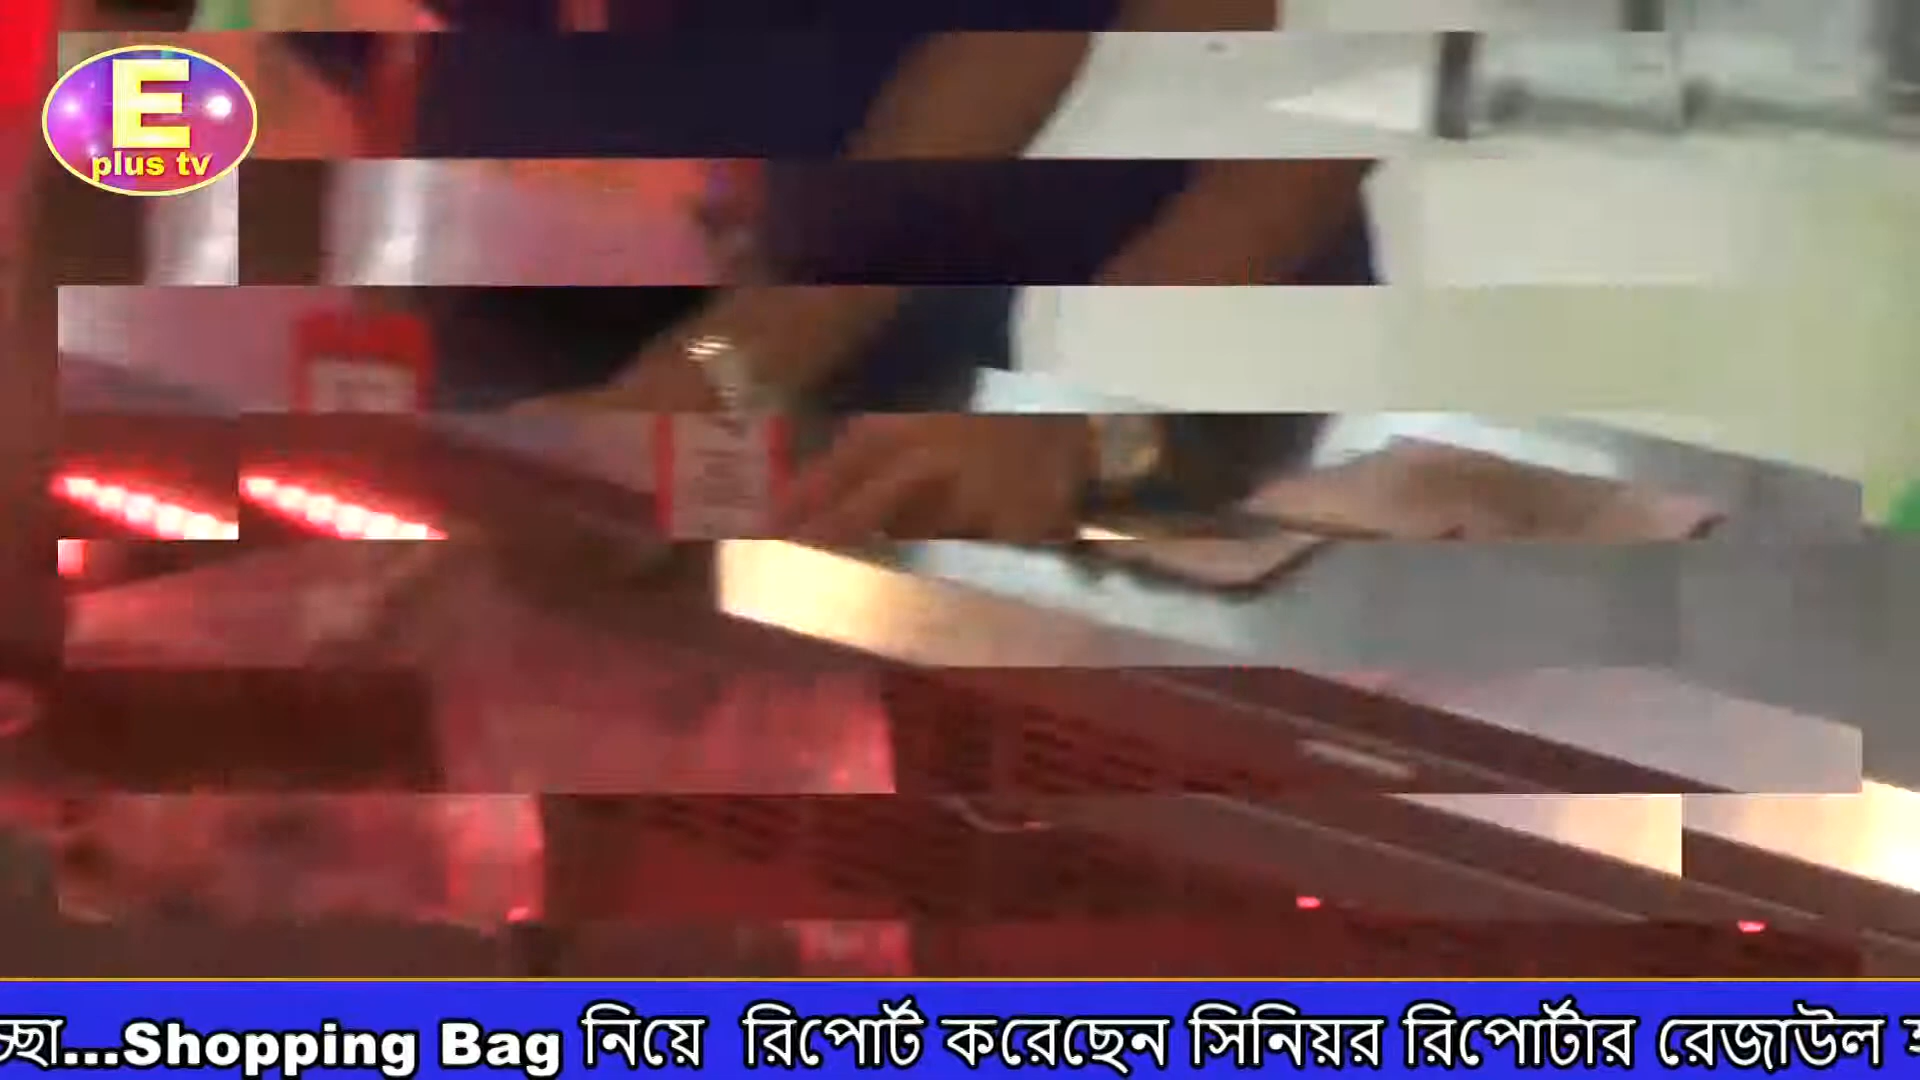 E
plus tv
চ্ছা...Shopping Bag নিয়ে রিপোর্ট করেছেন সিনিয়র রিপোর্টার রেজাউল